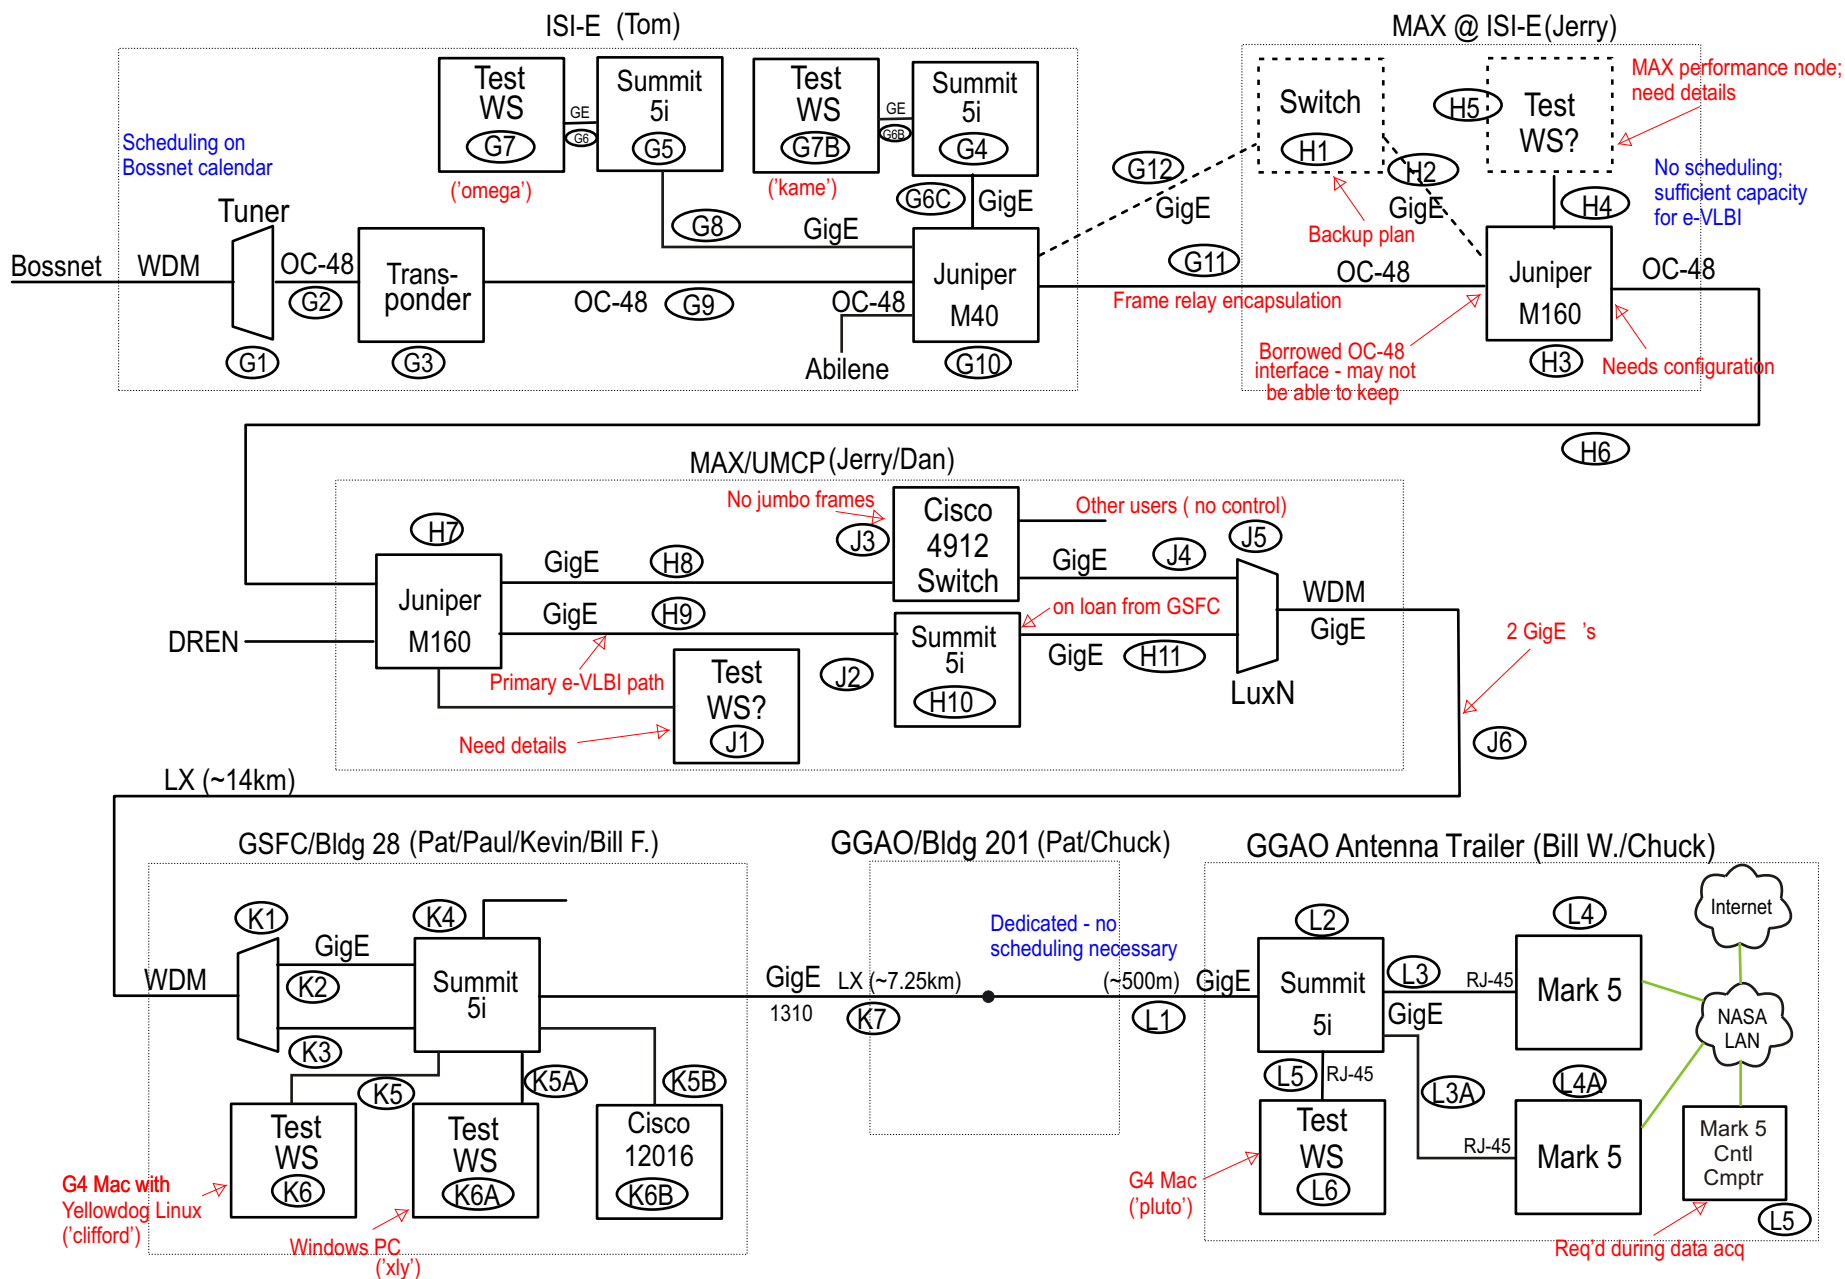 ISI-E (Tom)
MAX @ ISI-E (Jerry)
Test
WS
G7
GE
G6
Summit
5i
G5
Test
WS
G7B
GE
G6B
Summit
5i
G4
('omega')
('kame')
Scheduling on
Bossnet calendar
G6C
GigE
G8
GigE
Tuner
Bossnet
WDM
OC-48
G2
G1
Trans-
ponder
G3
OC-48
G9
OC-48
Abilene
Juniper
M40
G10
G12
GigE
G11
Frame relay encapsulation
OC-48
Switch
H1
Backup plan
H2
GigE
H5
Test
WS?
MAX performance node;
need details
No scheduling;
sufficient capacity
for e-VLBI
H4
Juniper
M160
H3
OC-48
Borrowed OC-48
interface - may not
be able to keep
Needs configuration
H6
MAX/UMCP (Jerry/Dan)
No jumbo frames
J3
Cisco
4912
Switch
Other users ( no control)
H7
Juniper
M160
DREN
GigE
H8
GigE
H9
Primary e-VLBI path
J2
GigE
J4
J5
on loan from GSFC
Summit
5i
H10
GigE
H11
LuxN
WDM
GigE
2 GigE 's
J6
Test
WS?
J1
Need details
LX (~14km)
GSFC/Bldg 28 (Pat/Paul/Kevin/Bill F.)
GGAO/Bldg 201 (Pat/Chuck)
GGAO Antenna Trailer (Bill W./Chuck)
K1
WDM
GigE
K2
K3
K4
Summit
5i
K5
K5A
K5B
Test
WS
K6
Test
WS
K6A
Cisco
12016
K6B
G4 Mac with
Yellowdog Linux
('clifford')
Windows PC
('xly')
GigE
1310
LX (~7.25km)
K7
Dedicated - no
scheduling necessary
(~500m)
L1
GigE
L2
Summit
5i
L3
RJ-45
GigE
L4
Mark 5
L5
RJ-45
L3A
RJ-45
L4A
Mark 5
Test
WS
L6
G4 Mac
('pluto')
Internet
NASA
LAN
Mark 5
Cntl
Cmptr
L5
Req'd during data acq